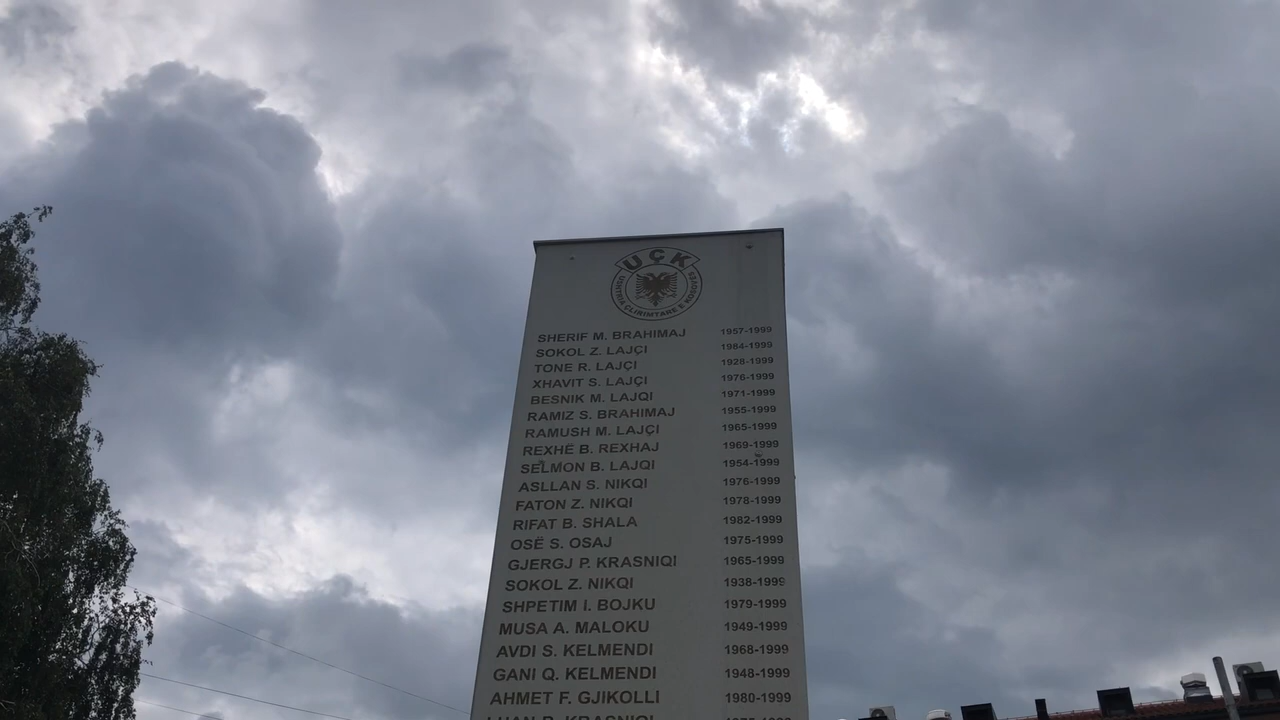 UÇK
USHTRIA ÇLIRIMTARE E KOSOVËS
SHERIF M. BRAHIMAJ 1957-1999
SOKOL Z. LAJÇI 1984-1999
TONE R. LAJÇI 1928-1999
XHAVIT S. LAJÇI 1976-1999
BESNIK M. LAJQI 1971-1999
RAMIZ S. BRAHIMAJ 1955-1999
RAMUSH M. LAJÇI 1965-1999
REXHË B. REXHAJ 1969-1999
SELMON B. LAJQI 1954-1999
ASLLAN S. NIKQI 1976-1999
FATON Z. NIKQI 1978-1999
RIFAT B. SHALA 1982-1999
OSË S. OSAJ 1975-1999
GJERGJ P. KRASNIQI 1965-1999
SOKOL Z. NIKQI 1938-1999
SHPETIM I. BOJKU 1979-1999
MUSA A. MALOKU 1949-1999
AVDI S. KELMENDI 1968-1999
GANI Q. KELMENDI 1948-1999
AHMET F. GJIKOLLI 1980-1999